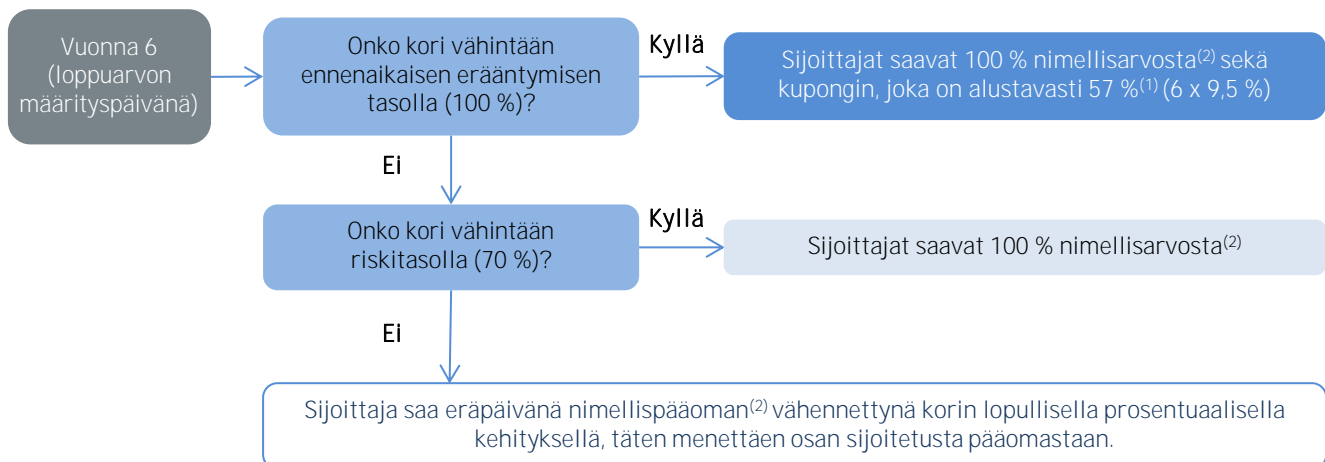 Vuonna 6
(loppuarvon
määrityspäivänä)
Onko kori vähintään
ennenaikaisen erääntymisen
tasolla (100 %)?
Kyllä
Sijoittajat saavat 100 % nimellisarvosta(2) sekä
kupongin, joka on alustavasti 57 %(1) (6 x 9,5 %)
Ei
Onko kori vähintään
riskitasolla (70 %)?
Kyllä
Sijoittajat saavat 100 % nimellisarvosta(2)
Ei
Sijoittaja saa eräpäivänä nimellispääoman(2) vähennettynä korin lopullisella prosentuaalisella
kehityksellä, täten menettäen osan sijoitetusta pääomastaan.